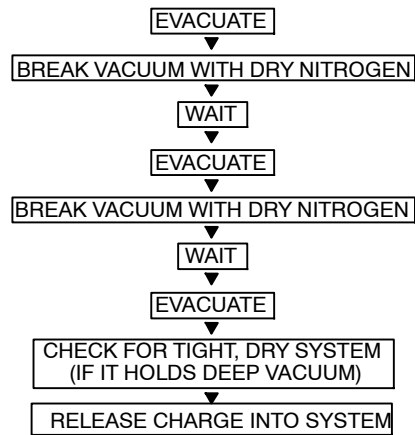 EVACUATE
BREAK VACUUM WITH DRY NITROGEN
WAIT
EVACUATE
BREAK VACUUM WITH DRY NITROGEN
WAIT
EVACUATE
CHECK FOR TIGHT, DRY SYSTEM
(IF IT HOLDS DEEP VACUUM)
RELEASE CHARGE INTO SYSTEM